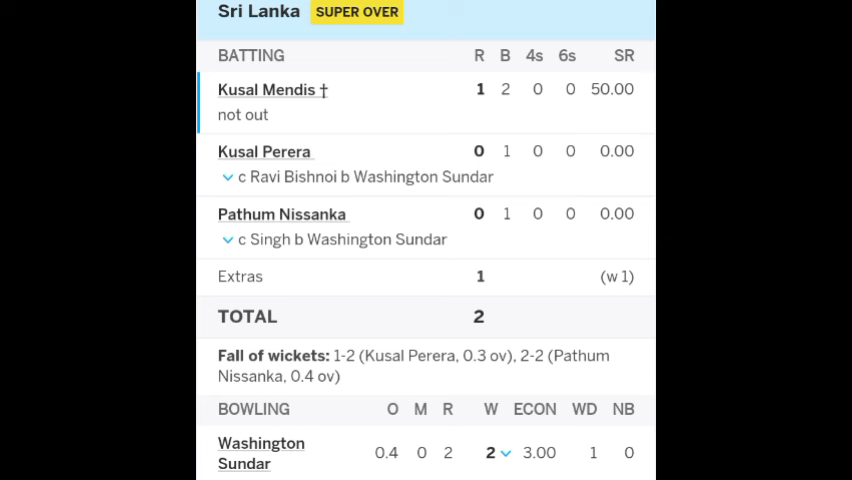 Sri Lanka SUPER OVER
BATTING R B 4s 6s SR
Kusal Mendis † 1 2 0 0 50.00
not out
Kusal Perera 0 1 0 0 0.00
c Ravi Bishnoi b Washington Sundar
Pathum Nissanka 0 1 0 0 0.00
c Singh b Washington Sundar
Extras 1 (w 1)
TOTAL 2
Fall of wickets: 1-2 (Kusal Perera, 0.3 ov), 2-2 (Pathum
Nissanka, 0.4 ov)
BOWLING O M R W ECON WD NB
Washington
Sundar 0.4 0 2 2 3.00 1 0